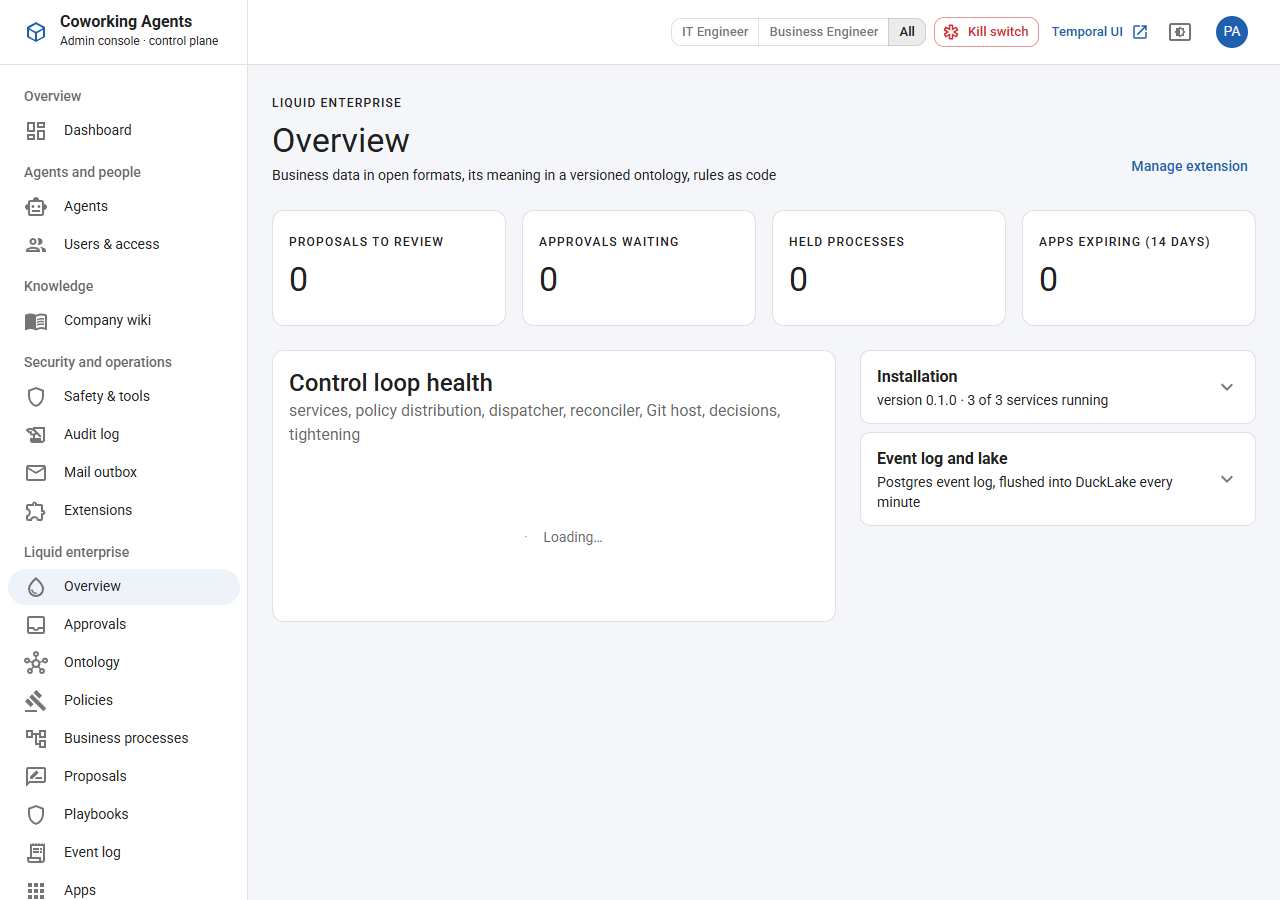 Coworking Agents
Admin console · control plane
IT Engineer
Business Engineer
All
Kill switch
Temporal UI
PA
Overview
Dashboard
Agents and people
Agents
Users & access
Knowledge
Company wiki
Security and operations
Safety & tools
Audit log
Mail outbox
Extensions
Liquid enterprise
Overview
Approvals
Ontology
Policies
Business processes
Proposals
Playbooks
Event log
Apps
LIQUID ENTERPRISE
Overview
Business data in open formats, its meaning in a versioned ontology, rules as code
Manage extension
PROPOSALS TO REVIEW
0
APPROVALS WAITING
0
HELD PROCESSES
0
APPS EXPIRING (14 DAYS)
0
Control loop health
services, policy distribution, dispatcher, reconciler, Git host, decisions,
tightening
Loading…
Installation
version 0.1.0 · 3 of 3 services running
Event log and lake
Postgres event log, flushed into DuckLake every
minute